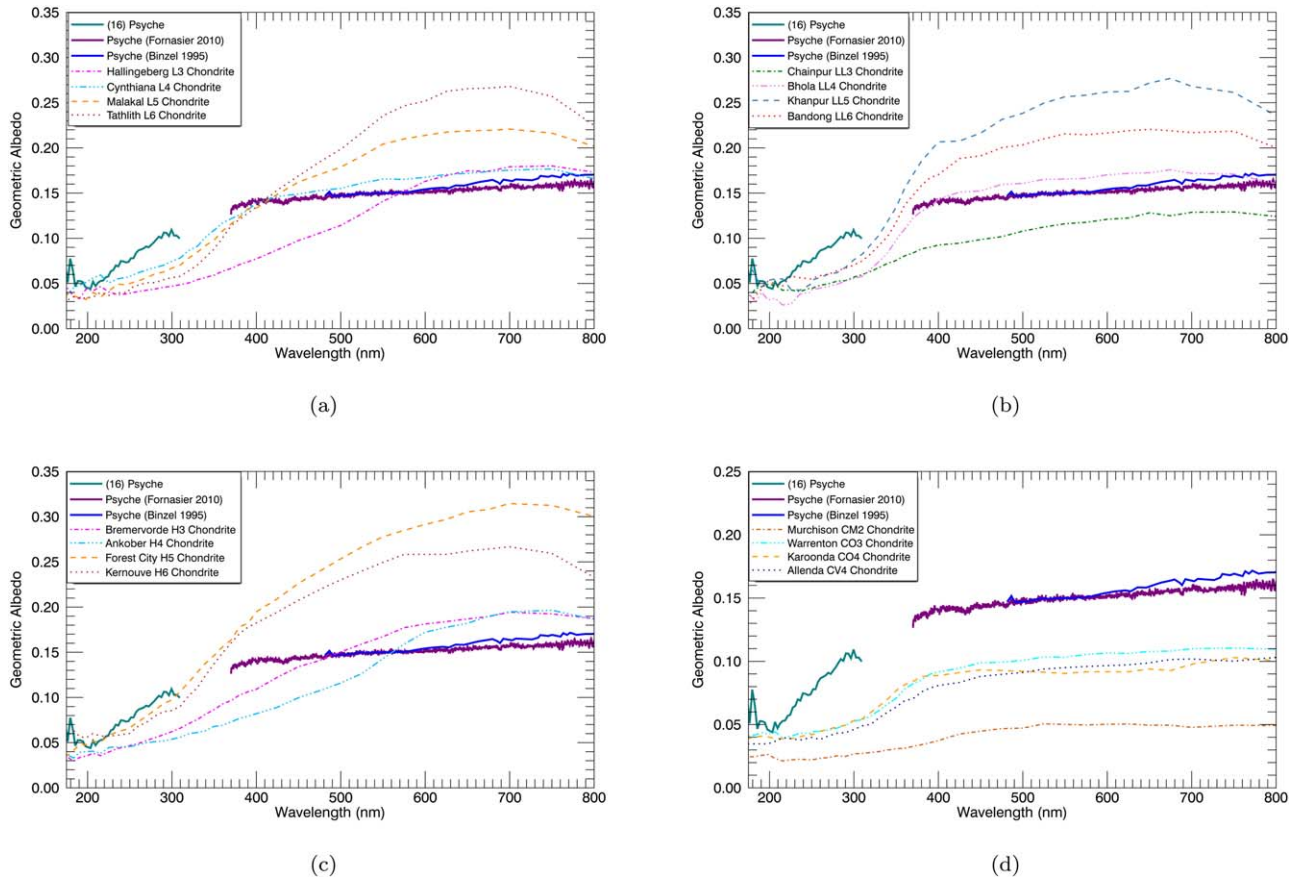 0.35
0.30
0.25
0.20
0.15
0.10
0.05
0.00
Geometric Albedo
(16) Psyche
Psyche (Fornasier 2010)
Psyche (Binzel 1995)
Hallingeberg L3 Chondrite
Cynthiana L4 Chondrite
Malakal L5 Chondrite
Tathlith L6 Chondrite
200 300 400 500 600 700 800
Wavelength (nm)
(a)
0.35
0.30
0.25
0.20
0.15
0.10
0.05
0.00
Geometric Albedo
(16) Psyche
Psyche (Fornasier 2010)
Psyche (Binzel 1995)
Chainpur LL3 Chondrite
Bhola LL4 Chondrite
Khanpur LL5 Chondrite
Bandong LL6 Chondrite
200 300 400 500 600 700 800
Wavelength (nm)
(b)
0.35
0.30
0.25
0.20
0.15
0.10
0.05
0.00
Geometric Albedo
(16) Psyche
Psyche (Fornasier 2010)
Psyche (Binzel 1995)
Bremervorde H3 Chondrite
Ankober H4 Chondrite
Forest City H5 Chondrite
Kernouve H6 Chondrite
200 300 400 500 600 700 800
Wavelength (nm)
(c)
0.25
0.20
0.15
0.10
0.05
0.00
Geometric Albedo
(16) Psyche
Psyche (Fornasier 2010)
Psyche (Binzel 1995)
Murchison CM2 Chondrite
Warrenton CO3 Chondrite
Karoonda CO4 Chondrite
Allenda CV4 Chondrite
200 300 400 500 600 700 800
Wavelength (nm)
(d)